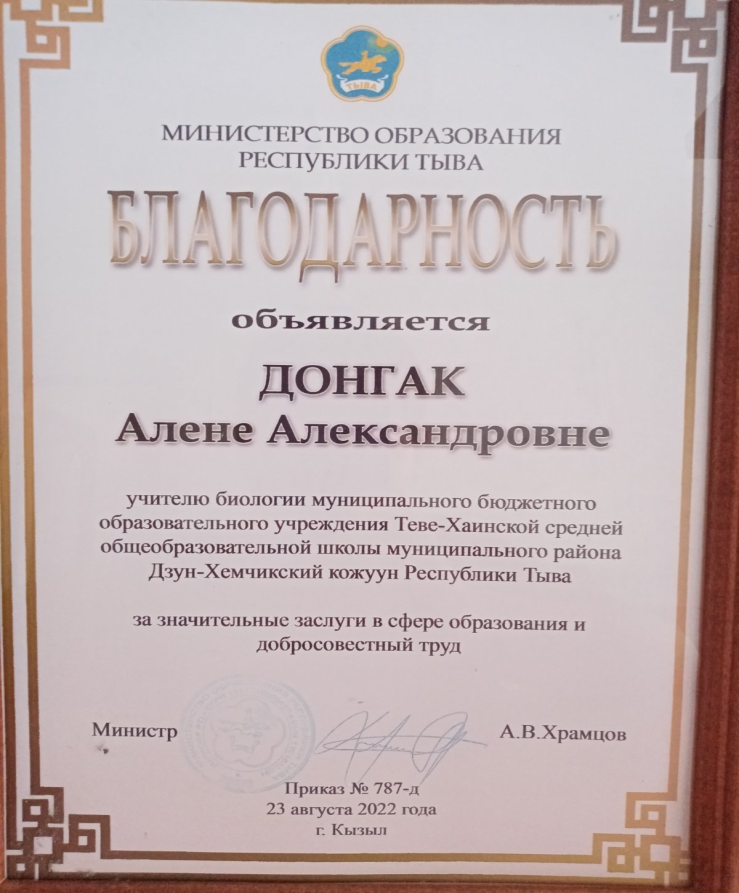 ТЫВА
МИНИСТЕРСТВО ОБРАЗОВАНИЯ
РЕСПУБЛИКИ ТЫВА
БЛАГОДАРНОСТЬ
объявляется
ДОНГАК
Алене Александровне
учителю биологии муниципального бюджетного
образовательного учреждения Теве-Хаинской средней
общеобразовательной школы муниципального района
Дзун-Хемчикский кожуун Республики Тыва
за значительные заслуги в сфере образования и
добросовестный труд
Министр
А.В.Храмцов
Приказ № 787-д
23 августа 2022 года
г. Кызыл